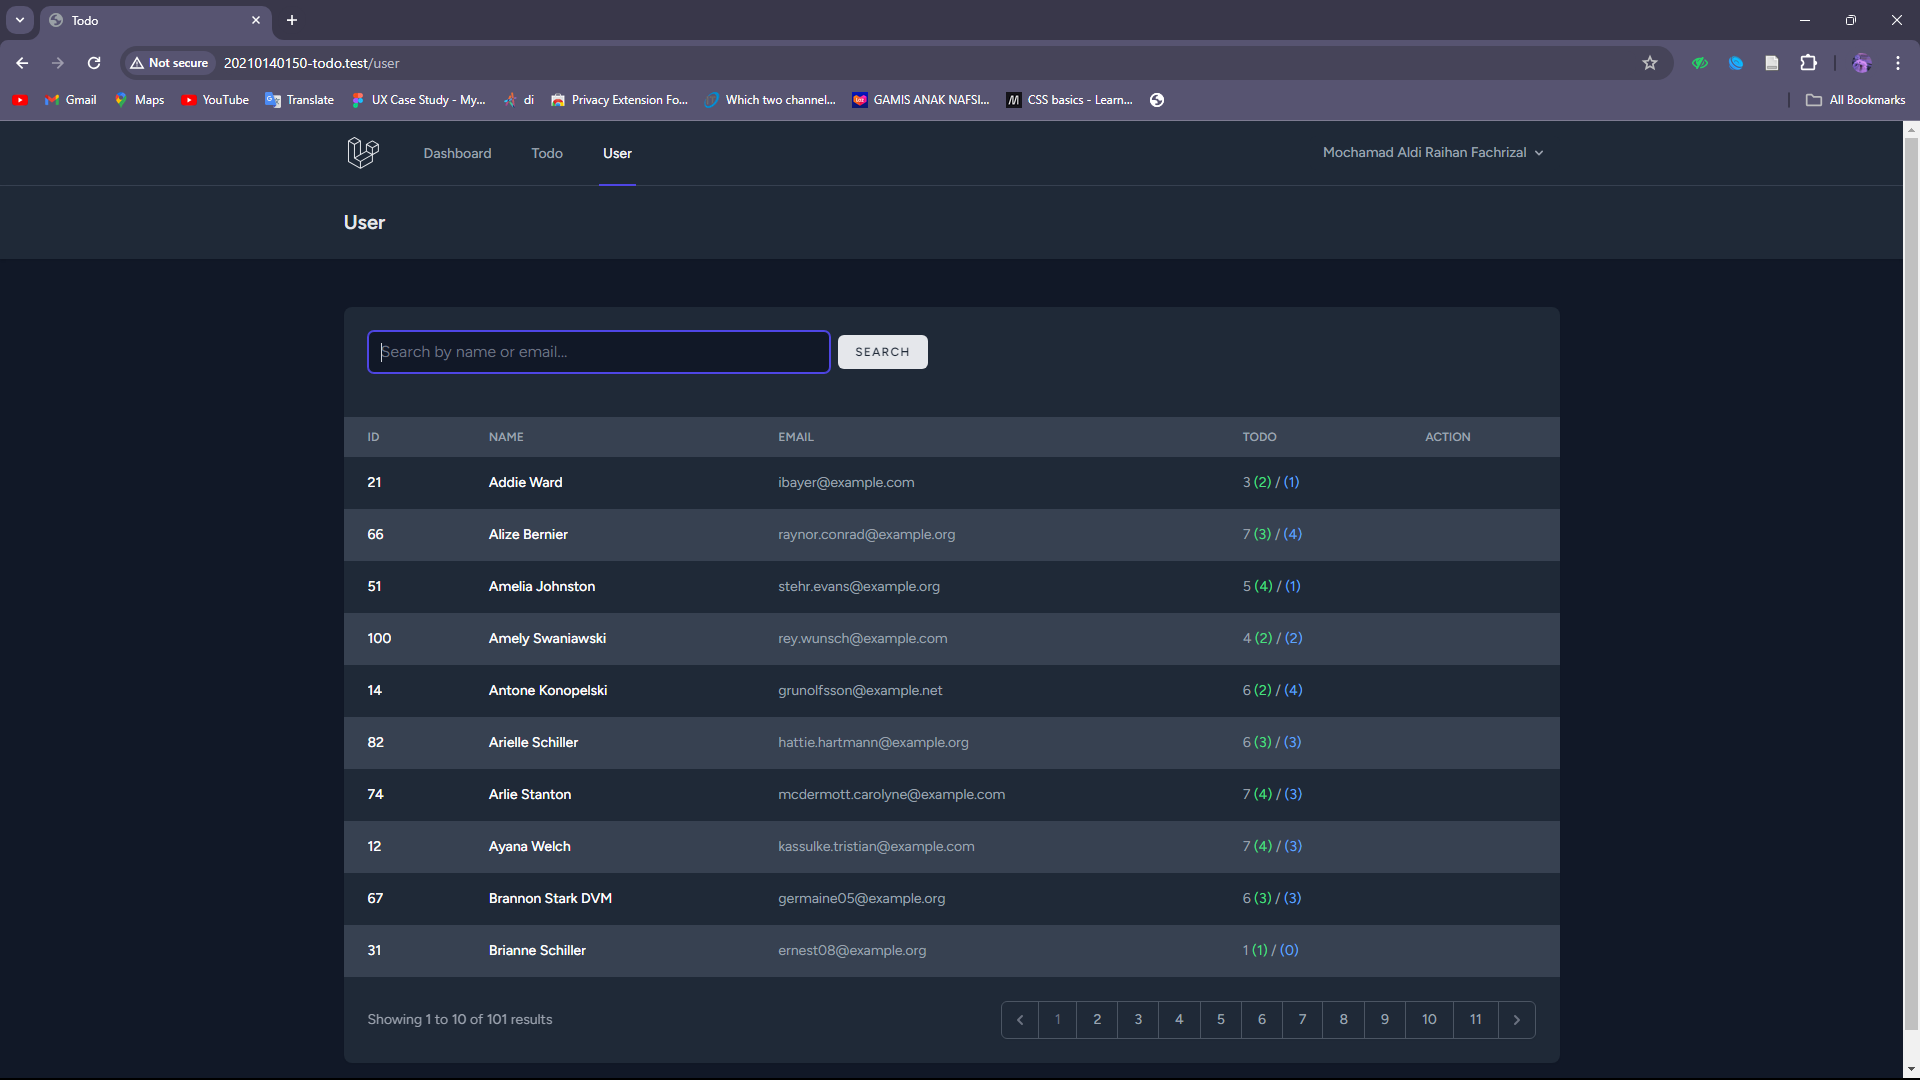 Todo
Not secure 20210140150-todo.test/user
Gmail Maps YouTube Translate UX Case Study - My... di Privacy Extension Fo... Which two channel... GAMIS ANAK NAFSI... CSS basics - Learn... All Bookmarks
Dashboard Todo User Mochamad Aldi Raihan Fachrizal
User
Search by name or email... SEARCH
ID NAME EMAIL TODO ACTION
21 Addie Ward ibayer@example.com 3 (2) / (1)
66 Alize Bernier raynor.conrad@example.org 7 (3) / (4)
51 Amelia Johnston stehr.evans@example.org 5 (4) / (1)
100 Amely Swaniawski rey.wunsch@example.com 4 (2) / (2)
14 Antone Konopelski grunolfsson@example.net 6 (2) / (4)
82 Arielle Schiller hattie.hartmann@example.org 6 (3) / (3)
74 Arlie Stanton mcdermott.carolyne@example.com 7 (4) / (3)
12 Ayana Welch kassulke.tristian@example.com 7 (4) / (3)
67 Brannon Stark DVM germaine05@example.org 6 (3) / (3)
31 Brianne Schiller ernest08@example.org 1 (1) / (0)
Showing 1 to 10 of 101 results 1 2 3 4 5 6 7 8 9 10 11